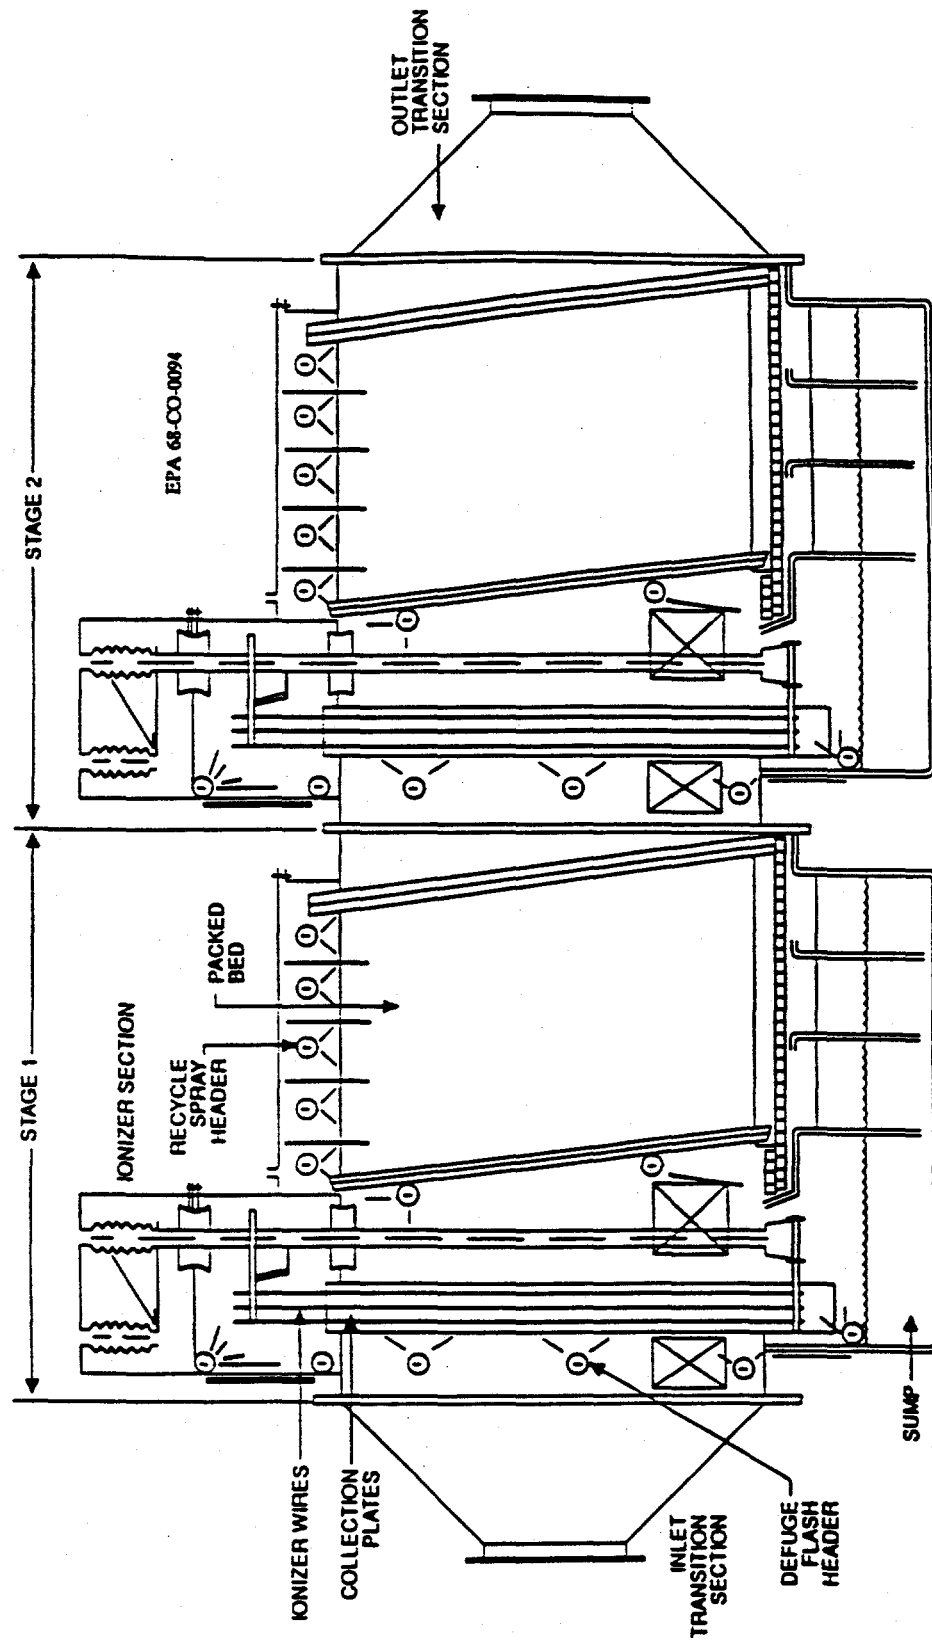 STAGE 1
STAGE 2
IONIZER SECTION
EPA 68-CO-0094
RECYCLE
SPRAY
HEADER
PACKED
BED
OUTLET
TRANSITION
SECTION
IONIZER WIRES
COLLECTION
PLATES
INLET
TRANSITION
SECTION
DEFUGE
FLASH
HEADER
SUMP